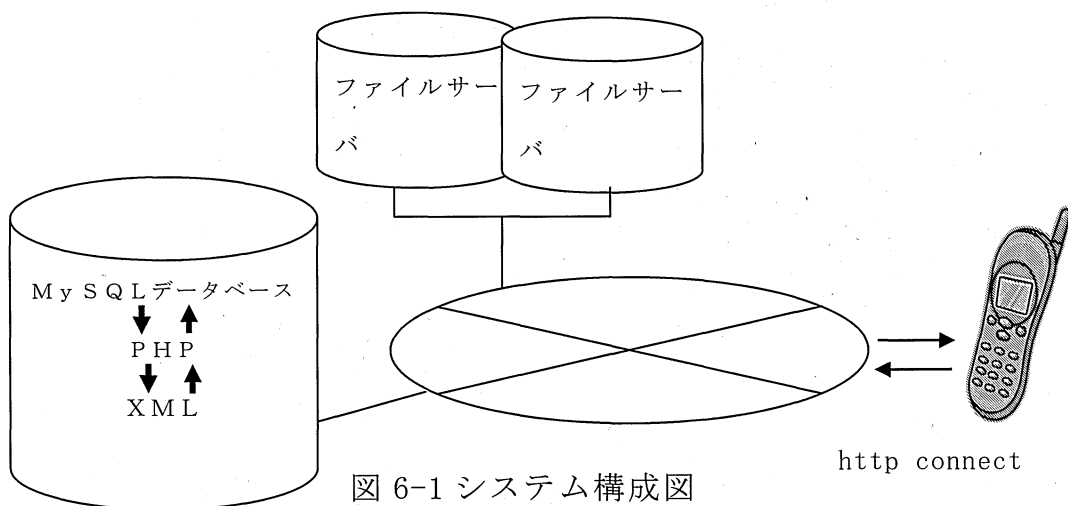 ファイルサー
バ
ファイルサー
バ
ＭｙＳＱＬデータベース
ＰＨＰ
ＸＭＬ
http connect
図 6-1 システム構成図